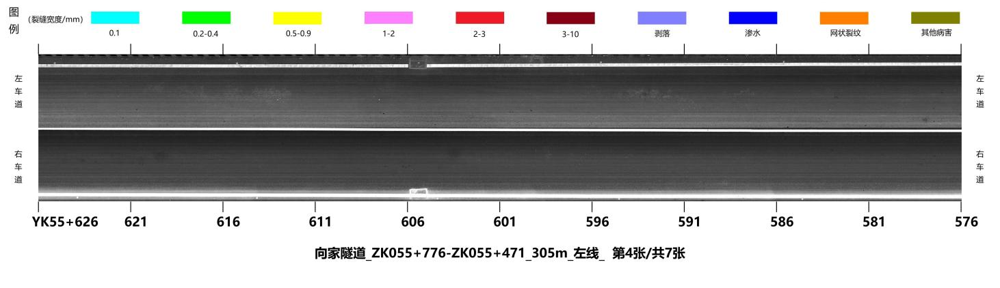 图例 (裂缝宽度/mm) 0.1 0.2-0.4 0.5-0.9 1-2 2-3 3-10 剥落 渗水 网状裂纹 其他病害
左车道 左车道
右车道 右车道
YK55+626 621 616 611 606 601 596 591 586 581 576
向家隧道_ZK055+776-ZK055+471_305m_左线_ 第4张/共7张